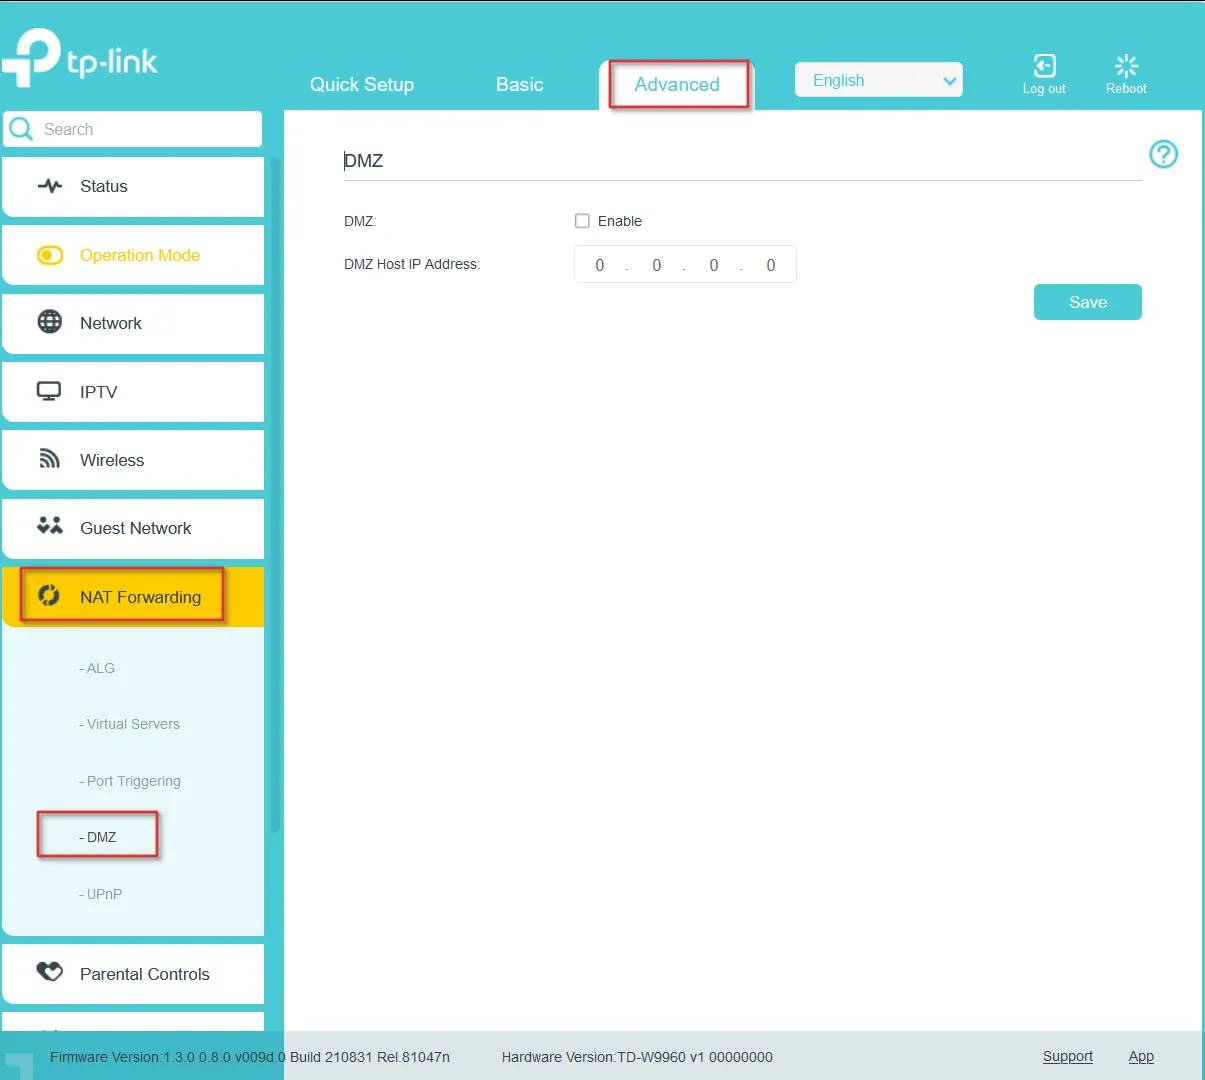 tp-link
Quick Setup
Basic
Advanced
English
Log out
Reboot
Search
Status
Operation Mode
Network
IPTV
Wireless
Guest Network
NAT Forwarding
- ALG
- Virtual Servers
- Port Triggering
- DMZ
- UPnP
Parental Controls
DMZ
?
DMZ:
Enable
DMZ Host IP Address:
0 . 0 . 0 . 0
Save
Firmware Version:1.3.0 0.8.0 v009d.0 Build 210831 Rel.81047n
Hardware Version:TD-W9960 v1 00000000
Support
App